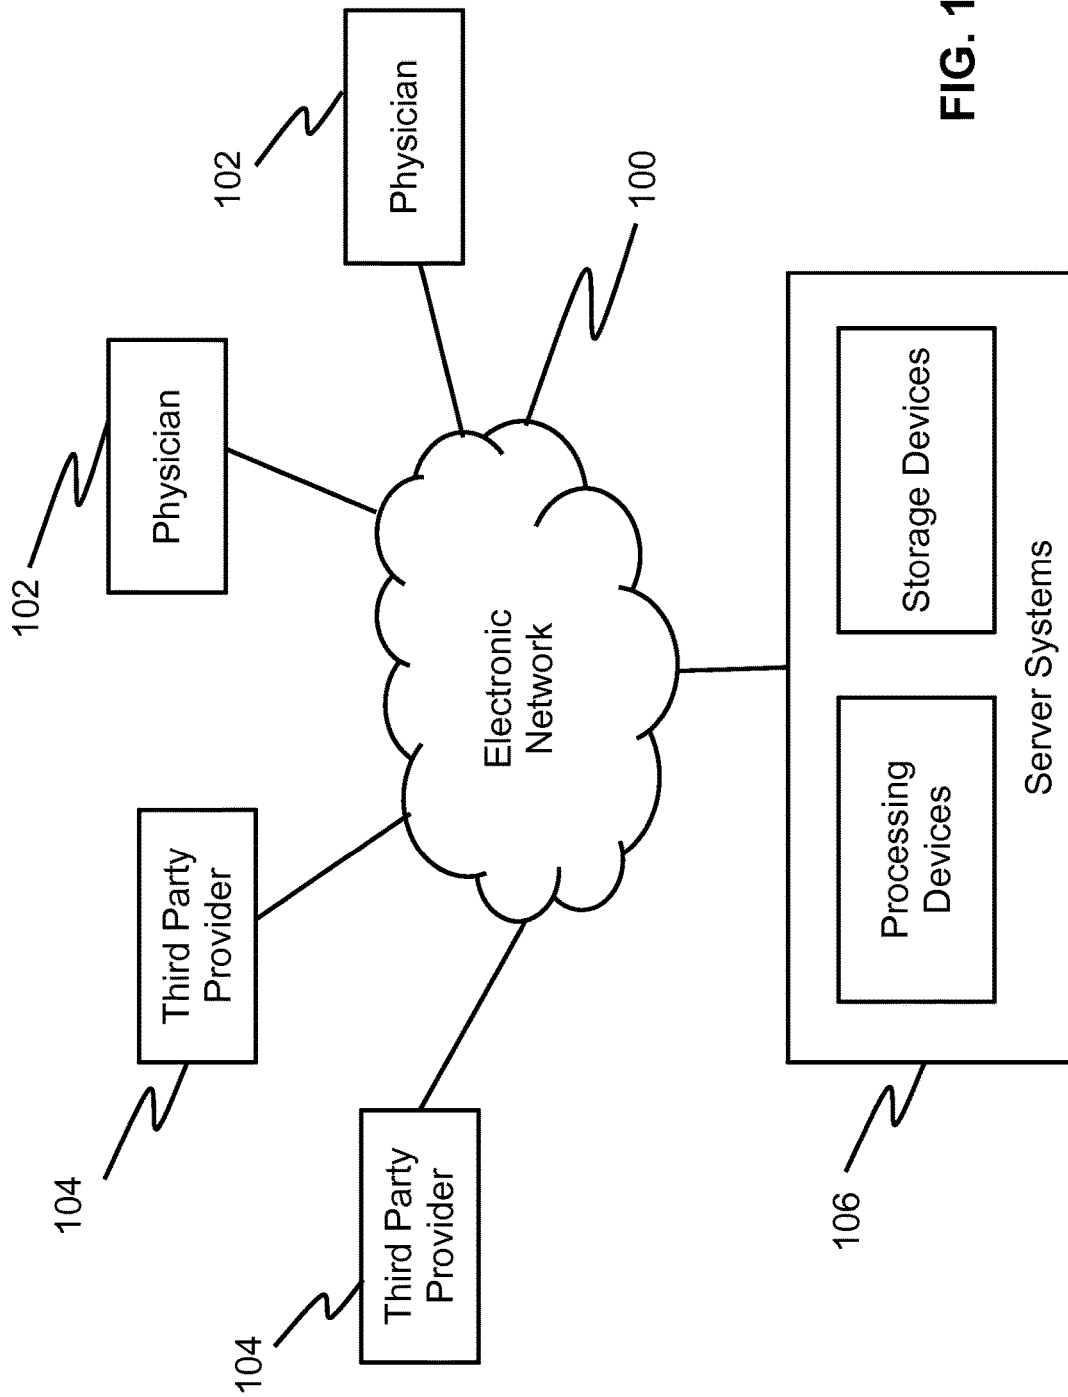 102
102
104
Physician
Physician
Third Party
Provider
104
Third Party
Provider
100
Electronic
Network
Processing
Devices
Storage Devices
Server Systems
106
FIG. 1